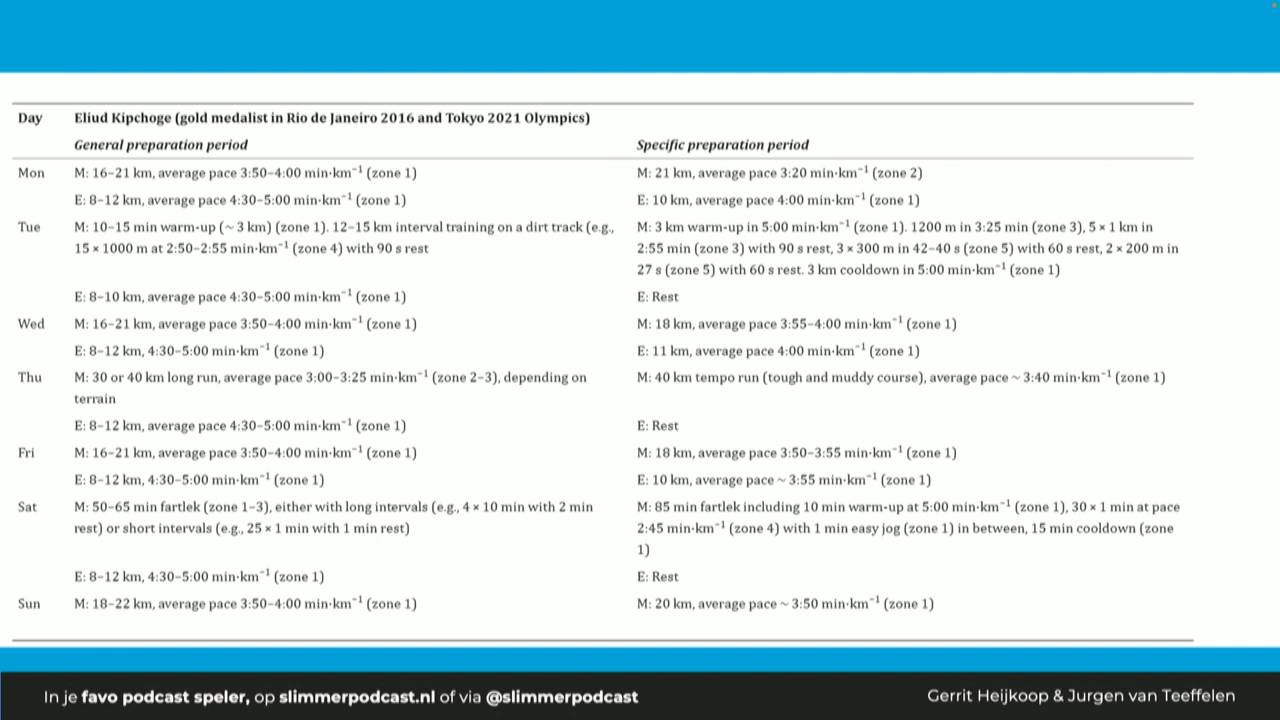 Day Eliud Kipchoge (gold medalist in Rio de Janeiro 2016 and Tokyo 2021 Olympics)
General preparation period Specific preparation period
Mon M: 16–21 km, average pace 3:50–4:00 min·km⁻¹ (zone 1) M: 21 km, average pace 3:20 min·km⁻¹ (zone 2)
E: 8–12 km, average pace 4:30–5:00 min·km⁻¹ (zone 1) E: 10 km, average pace 4:00 min·km⁻¹ (zone 1)
Tue M: 10–15 min warm-up (~ 3 km) (zone 1). 12–15 km interval training on a dirt track (e.g., M: 3 km warm-up in 5:00 min·km⁻¹ (zone 1). 1200 m in 3:25 min (zone 3), 5 × 1 km in
15 × 1000 m at 2:50–2:55 min·km⁻¹ (zone 4) with 90 s rest 2:55 min (zone 3) with 90 s rest, 3 × 300 m in 42–40 s (zone 5) with 60 s rest, 2 × 200 m in
27 s (zone 5) with 60 s rest. 3 km cooldown in 5:00 min·km⁻¹ (zone 1)
E: 8–10 km, average pace 4:30–5:00 min·km⁻¹ (zone 1) E: Rest
Wed M: 16–21 km, average pace 3:50–4:00 min·km⁻¹ (zone 1) M: 18 km, average pace 3:55–4:00 min·km⁻¹ (zone 1)
E: 8–12 km, 4:30–5:00 min·km⁻¹ (zone 1) E: 11 km, average pace 4:00 min·km⁻¹ (zone 1)
Thu M: 30 or 40 km long run, average pace 3:00–3:25 min·km⁻¹ (zone 2–3), depending on M: 40 km tempo run (tough and muddy course), average pace ~ 3:40 min·km⁻¹ (zone 1)
terrain
E: 8–12 km, average pace 4:30–5:00 min·km⁻¹ (zone 1) E: Rest
Fri M: 16–21 km, average pace 3:50–4:00 min·km⁻¹ (zone 1) M: 18 km, average pace 3:50–3:55 min·km⁻¹ (zone 1)
E: 8–12 km, 4:30–5:00 min·km⁻¹ (zone 1) E: 10 km, average pace ~ 3:55 min·km⁻¹ (zone 1)
Sat M: 50–65 min fartlek (zone 1–3), either with long intervals (e.g., 4 × 10 min with 2 min M: 85 min fartlek including 10 min warm-up at 5:00 min·km⁻¹ (zone 1), 30 × 1 min at pace
rest) or short intervals (e.g., 25 × 1 min with 1 min rest) 2:45 min·km⁻¹ (zone 4) with 1 min easy jog (zone 1) in between, 15 min cooldown (zone
1)
E: 8–12 km, 4:30–5:00 min·km⁻¹ (zone 1) E: Rest
Sun M: 18–22 km, average pace 3:50–4:00 min·km⁻¹ (zone 1) M: 20 km, average pace ~ 3:50 min·km⁻¹ (zone 1)
In je favo podcast speler, op slimmerpodcast.nl of via @slimmerpodcast Gerrit Heijkoop & Jurgen van Teeffelen